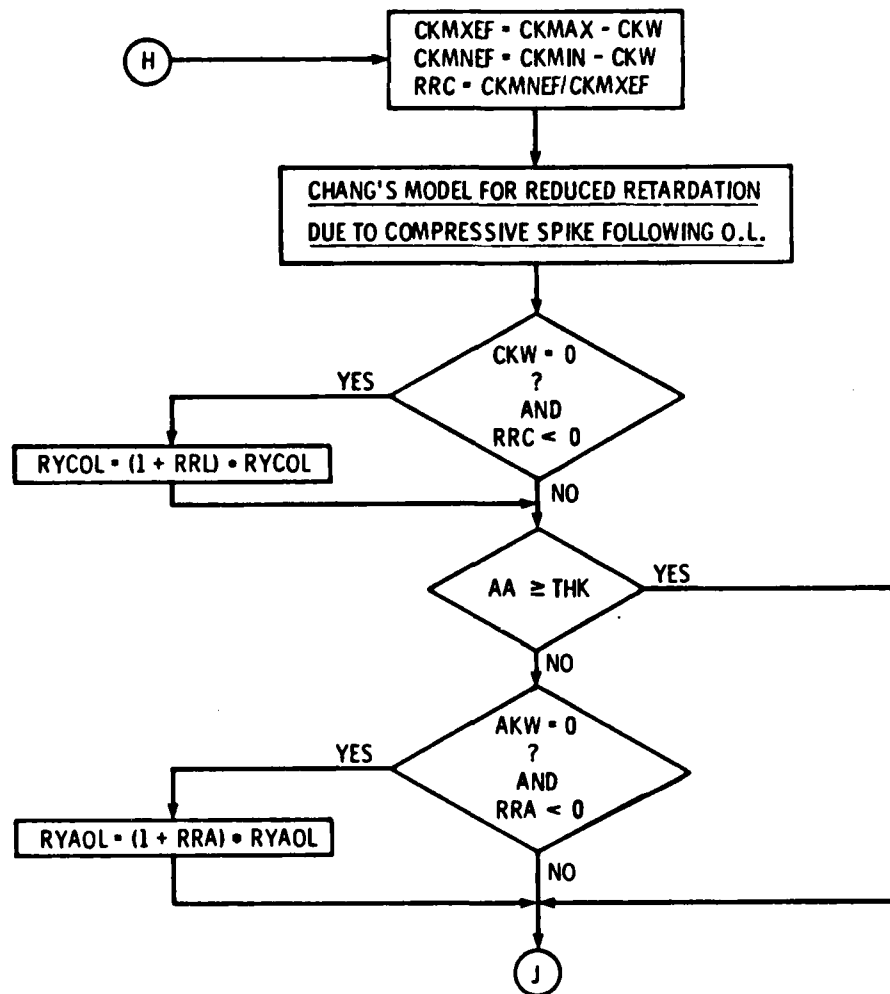 H
CKMXEF = CKMAX - CKW
CKMNEF = CKMIN - CKW
RRC = CKMNEF/CKMXEF
CHANG'S MODEL FOR REDUCED RETARDATION
DUE TO COMPRESSIVE SPIKE FOLLOWING O.L.
CKW = 0
?
AND
RRC < 0
YES
RYCOL = (1 + RRL) * RYCOL
NO
AA ≥ THK
YES
NO
AKW = 0
?
AND
RRA < 0
YES
RYAOL = (1 + RRA) * RYAOL
NO
J